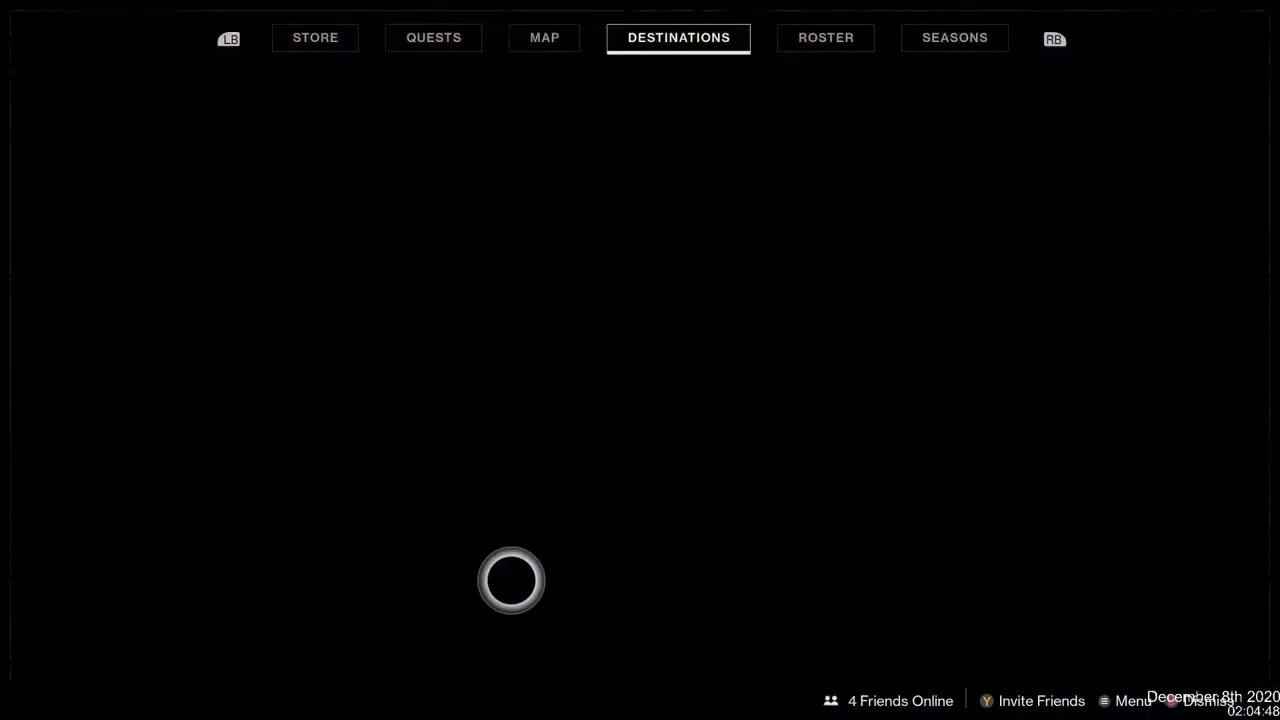 LB STORE QUESTS MAP DESTINATIONS ROSTER SEASONS RB
4 Friends Online Y Invite Friends Menu Dismiss
December 8th 2020
02:04:48